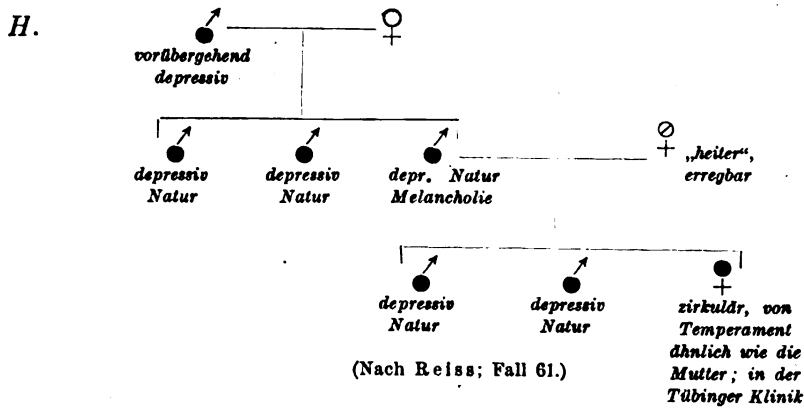 H.
vorübergehend
depressiv
depressiv
Natur
depressiv
Natur
depr. Natur
Melancholie
„heiter“,
erregbar
depressiv
Natur
depressiv
Natur
zirkulär, von
Temperament
ähnlich wie die
Mutter; in der
Tübinger Klinik
(Nach Reiss; Fall 61.)